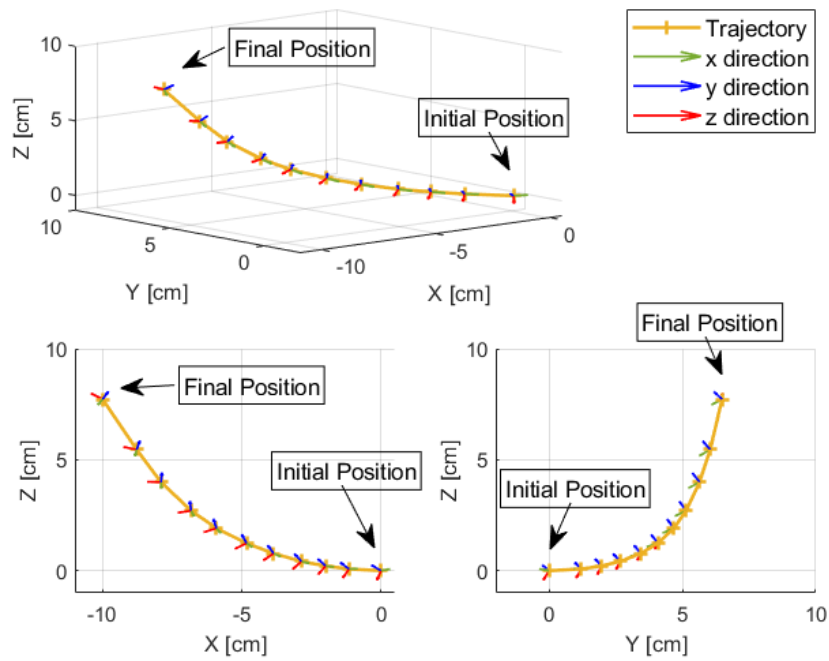 10
5
0
Z [cm]
Final Position
Initial Position
10
5
0
Y [cm]
-10
-5
0
X [cm]
Trajectory
x direction
y direction
z direction
10
5
0
Z [cm]
Final Position
Initial Position
-10
-5
0
X [cm]
10
5
0
Z [cm]
Final Position
Initial Position
0
5
10
Y [cm]